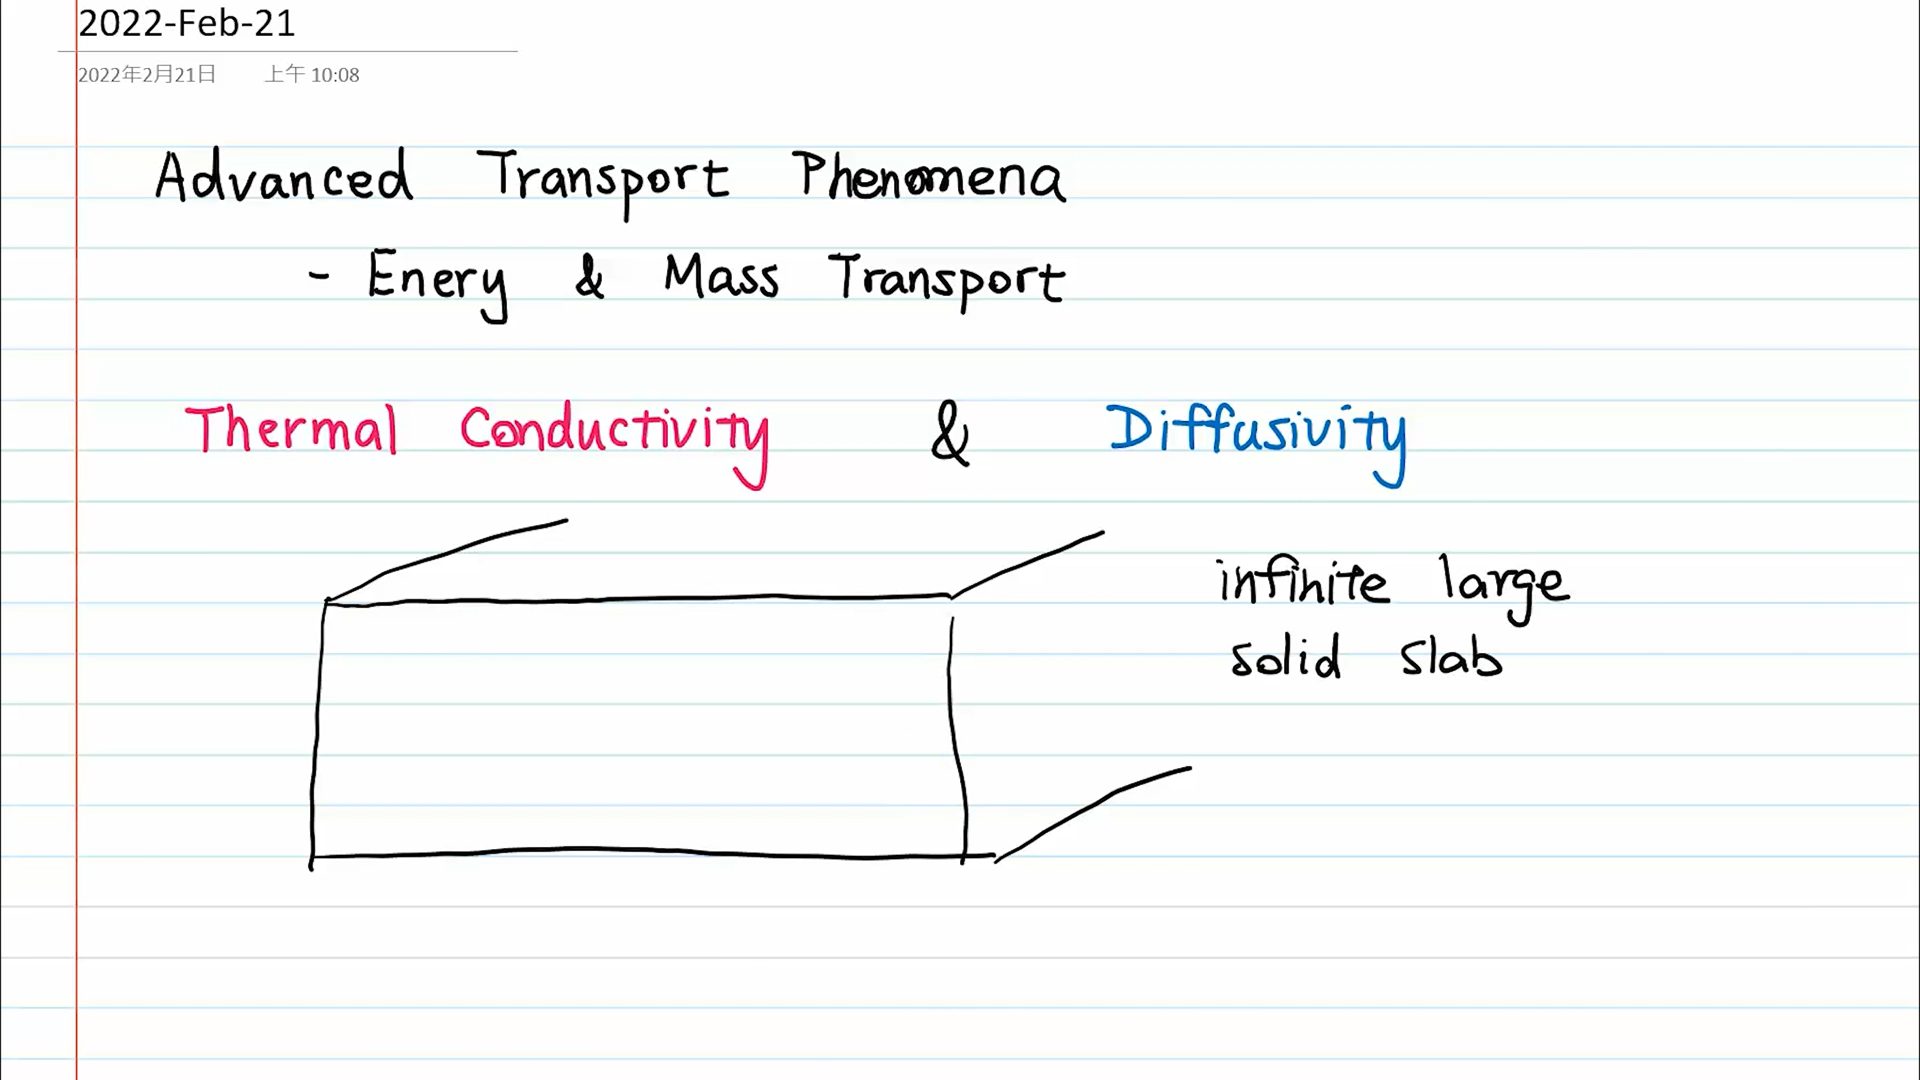 2022-Feb-21
2022年2月21日 上午 10:08
Advanced Transport Phenomena
- Enery & Mass Transport
Thermal Conductivity & Diffusivity
infinite large
solid slab